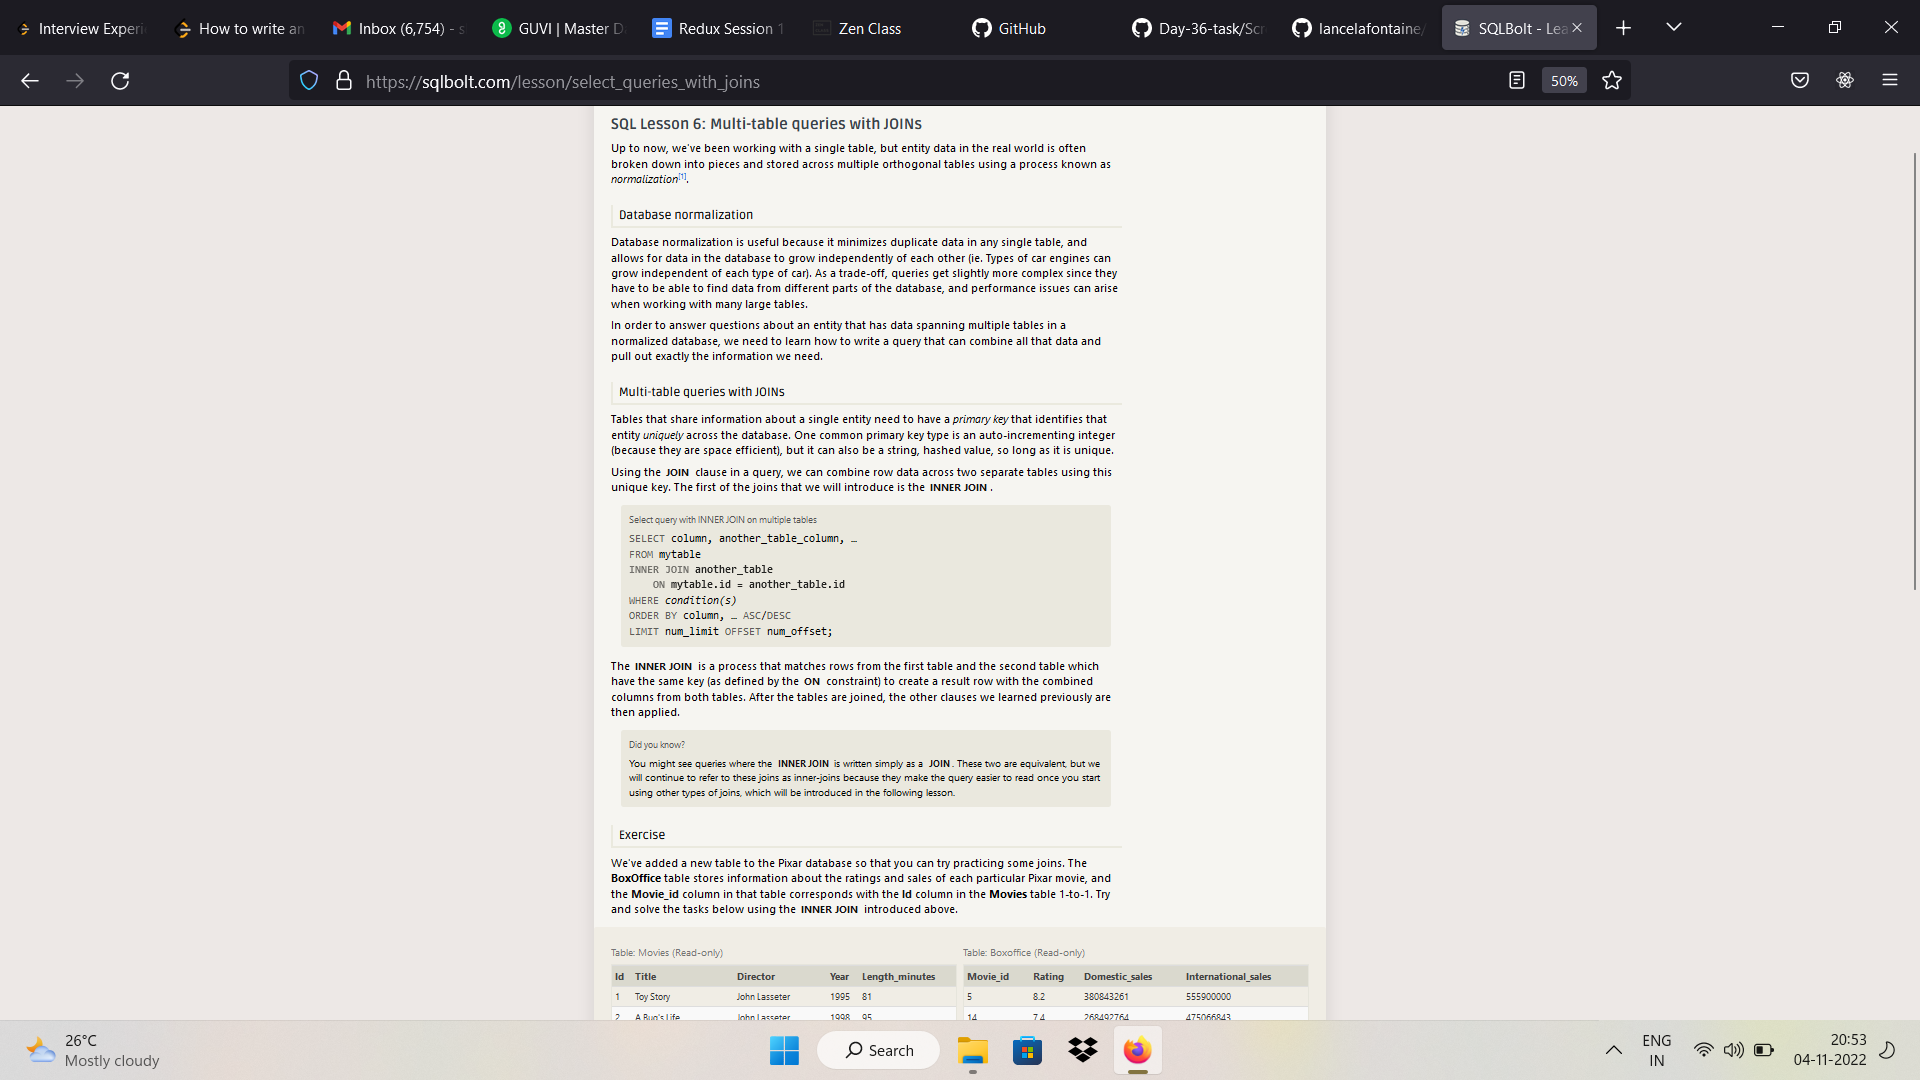 Interview Experi
How to write an
Inbox (6,754) - s
GUVI | Master D
Redux Session 1
Zen Class
GitHub
Day-36-task/Scr
lancelafontaine/
SQLBolt - Lea
https://sqlbolt.com/lesson/select_queries_with_joins
50%
SQL Lesson 6: Multi-table queries with JOINs
Up to now, we've been working with a single table, but entity data in the real world is often
broken down into pieces and stored across multiple orthogonal tables using a process known as
normalization[1].
Database normalization
Database normalization is useful because it minimizes duplicate data in any single table, and
allows for data in the database to grow independently of each other (ie. Types of car engines can
grow independent of each type of car). As a trade-off, queries get slightly more complex since they
have to be able to find data from different parts of the database, and performance issues can arise
when working with many large tables.
In order to answer questions about an entity that has data spanning multiple tables in a
normalized database, we need to learn how to write a query that can combine all that data and
pull out exactly the information we need.
Multi-table queries with JOINs
Tables that share information about a single entity need to have a primary key that identifies that
entity uniquely across the database. One common primary key type is an auto-incrementing integer
(because they are space efficient), but it can also be a string, hashed value, so long as it is unique.
Using the JOIN clause in a query, we can combine row data across two separate tables using this
unique key. The first of the joins that we will introduce is the INNER JOIN .
Select query with INNER JOIN on multiple tables
SELECT column, another_table_column, …
FROM mytable
INNER JOIN another_table
ON mytable.id = another_table.id
WHERE condition(s)
ORDER BY column, … ASC/DESC
LIMIT num_limit OFFSET num_offset;
The INNER JOIN is a process that matches rows from the first table and the second table which
have the same key (as defined by the ON constraint) to create a result row with the combined
columns from both tables. After the tables are joined, the other clauses we learned previously are
then applied.
Did you know?
You might see queries where the INNER JOIN is written simply as a JOIN . These two are equivalent, but we
will continue to refer to these joins as inner-joins because they make the query easier to read once you start
using other types of joins, which will be introduced in the following lesson.
Exercise
We've added a new table to the Pixar database so that you can try practicing some joins. The
BoxOffice table stores information about the ratings and sales of each particular Pixar movie, and
the Movie_id column in that table corresponds with the Id column in the Movies table 1-to-1. Try
and solve the tasks below using the INNER JOIN introduced above.
Table: Movies (Read-only) Table: Boxoffice (Read-only)
Id Title Director Year Length_minutes Movie_id Rating Domestic_sales International_sales
1 Toy Story John Lasseter 1995 81 5 8.2 380843261 555900000
2 A Bug's Life John Lasseter 1998 95 14 7.4 268492764 475066843
26°C
Mostly cloudy
Search
ENG
IN
20:53
04-11-2022